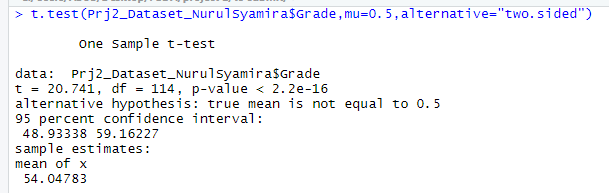 > t.test(Prj2_Dataset_NurulSyamira$Grade,mu=0.5,alternative="two.sided")
One Sample t-test
data:  Prj2_Dataset_NurulSyamira$Grade
t = 20.741, df = 114, p-value < 2.2e-16
alternative hypothesis: true mean is not equal to 0.5
95 percent confidence interval:
 48.93338 59.16227
sample estimates:
mean of x
 54.04783